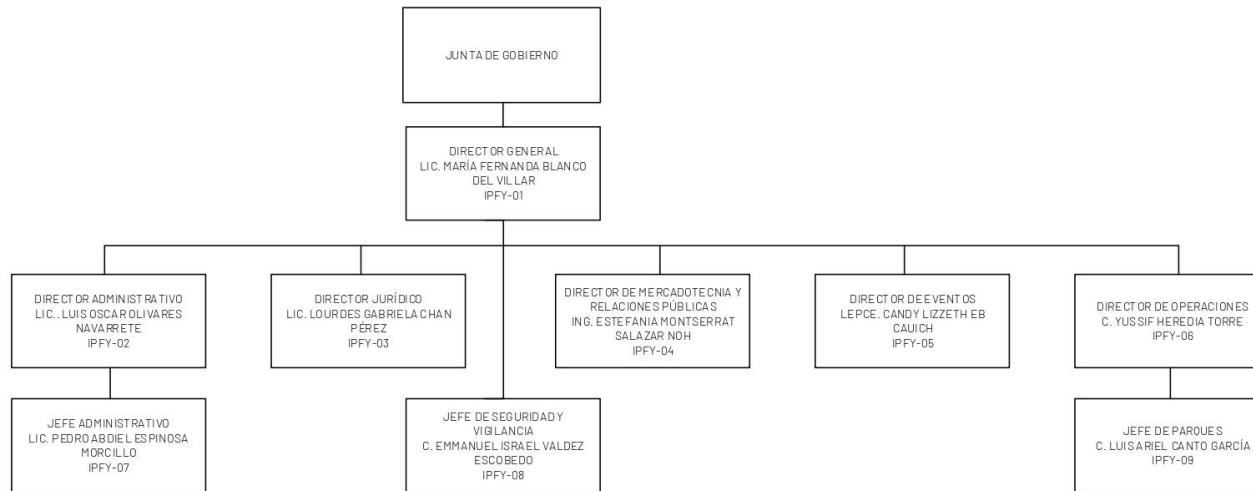 JUNTA DE GOBIERNO
DIRECTOR GENERAL
LIC. MARÍA FERNANDA BLANCO
DEL VILLAR
IPFY-01
DIRECTOR ADMINISTRATIVO
LIC. . LUIS OSCAR OLIVARES
NAVARRETE
IPFY-02
DIRECTOR JURÍDICO
LIC. LOURDES GABRIELA CHAN
PÉREZ
IPFY-03
DIRECTOR DE MERCADOTECNIA Y
RELACIONES PÚBLICAS
ING. ESTEFANIA MONTSERRAT
SALAZAR NOH
IPFY-04
DIRECTOR DE EVENTOS
LEPCE. CANDY LIZZETH EB
CAUICH
IPFY-05
DIRECTOR DE OPERACIONES
C. YUSSIF HEREDIA TORRE
IPFY-06
JEFE ADMINISTRATIVO
LIC. PEDRO ABDIEL ESPINOSA
MORCILLO
IPFY-07
JEFE DE SEGURIDAD Y
VIGILANCIA
C. EMMANUEL ISRAEL VALDEZ
ESCOBEDO
IPFY-08
JEFE DE PARQUES
C. LUIS ARIEL CANTO GARCÍA
IPFY-09